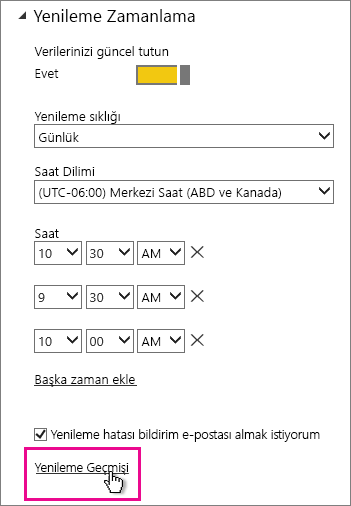 Yenileme Zamanlama
Verilerinizi güncel tutun
Evet
Yenileme sıklığı
Günlük
Saat Dilimi
(UTC-06:00) Merkezi Saat (ABD ve Kanada)
Saat
10 30 AM
9 30 AM
10 00 AM
Başka zaman ekle
Yenileme hatası bildirim e-postası almak istiyorum
Yenileme Geçmişi